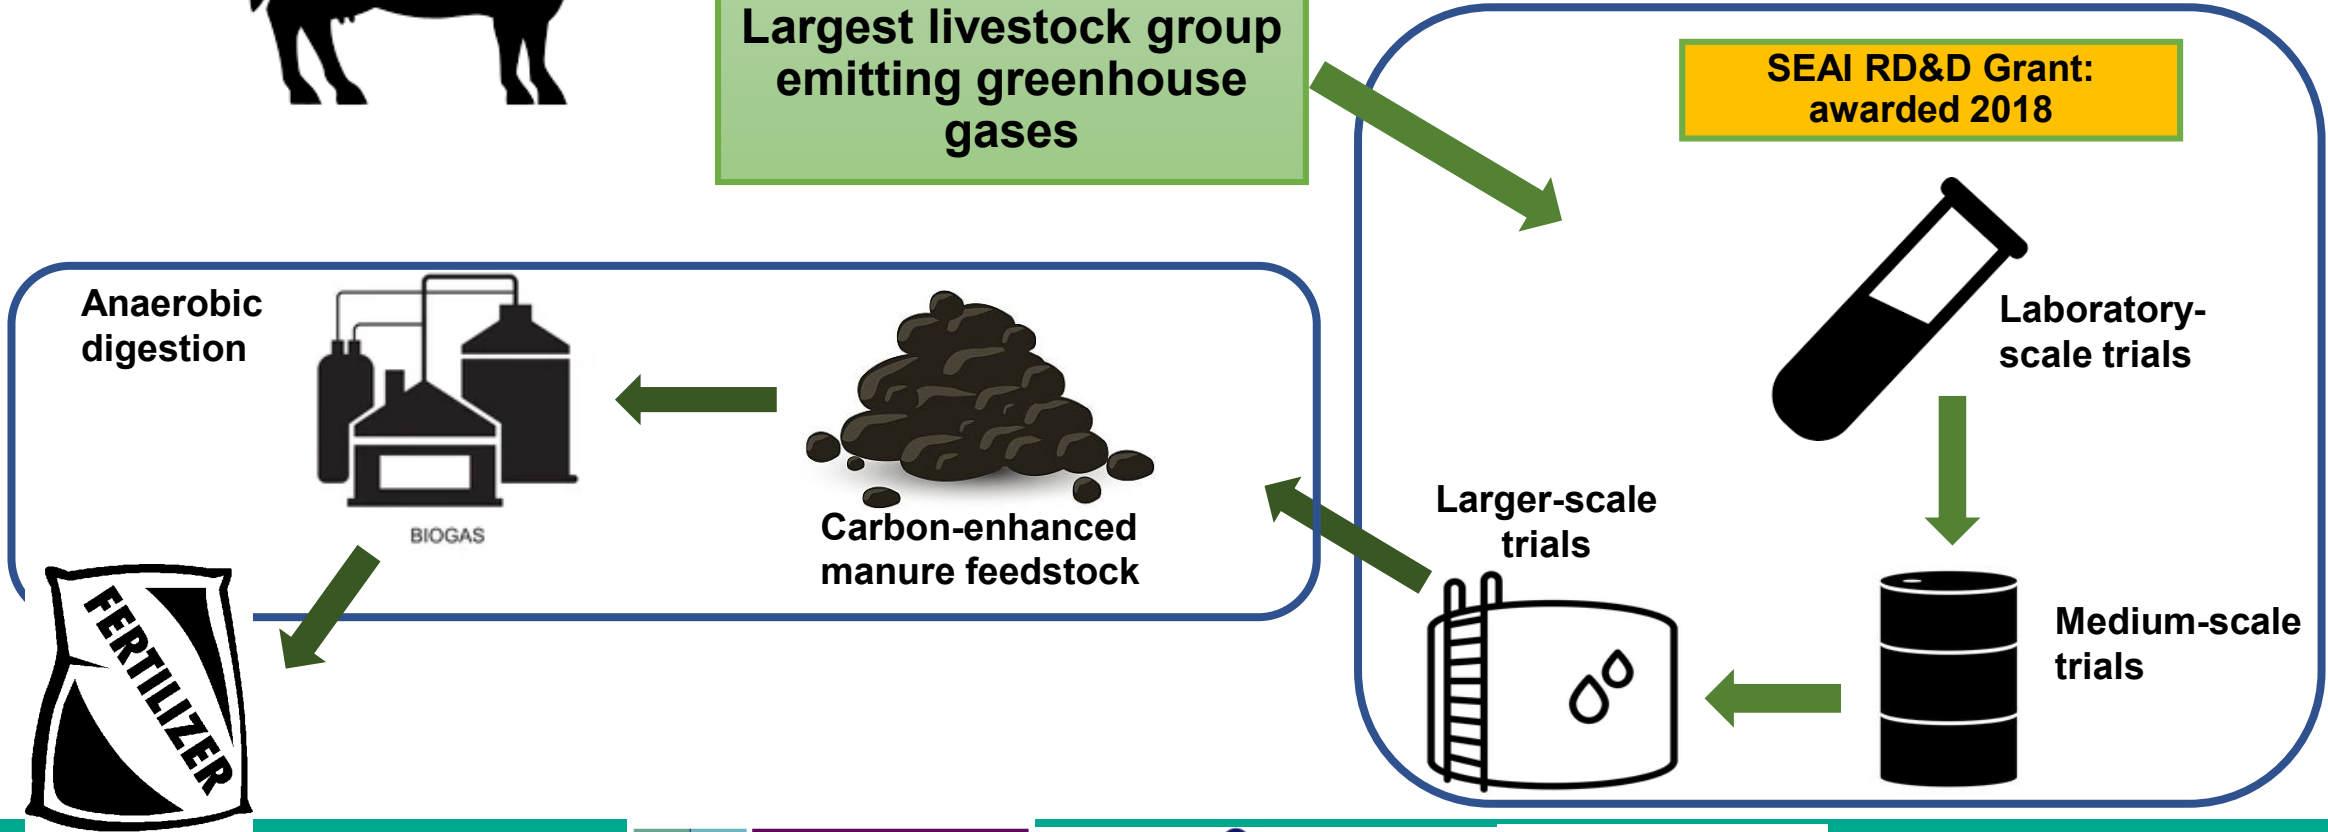 Largest livestock group
emitting greenhouse
gases
SEAI RD&D Grant:
awarded 2018
Laboratory-
scale trials
Medium-scale
trials
Larger-scale
trials
Carbon-enhanced
manure feedstock
Anaerobic
digestion
BIOGAS
FERTILIZER